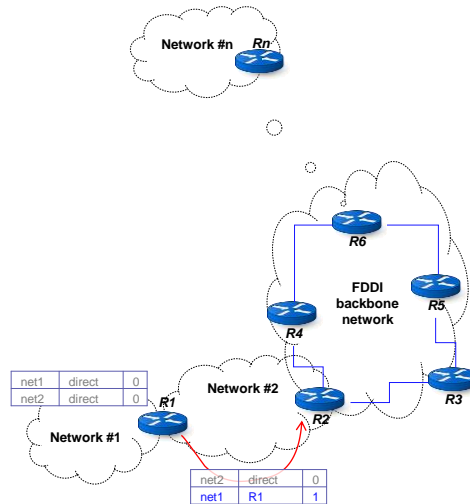 Network #n
Rn
R6
FDDI
backbone
network
R5
R4
R3
net1 direct 0
net2 direct 0
R1
Network #2
R2
Network #1
net2 direct 0
net1 R1 1